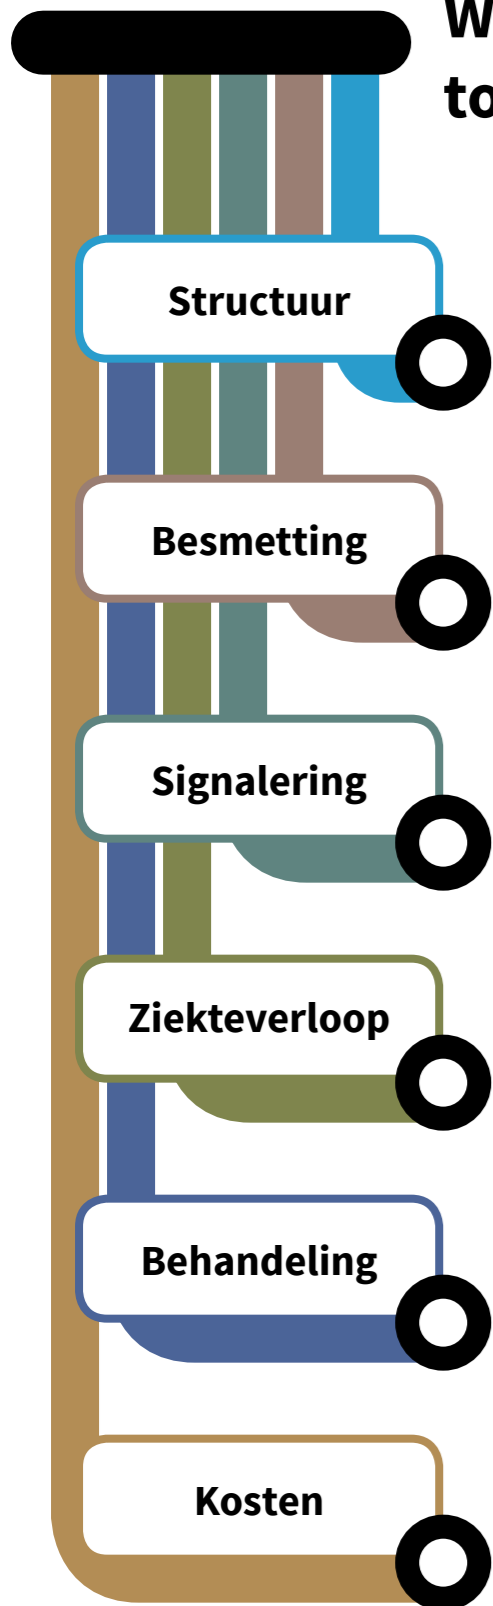 Structuur
Besmetting
Signalering
Ziekteverloop
Behandeling
Kosten